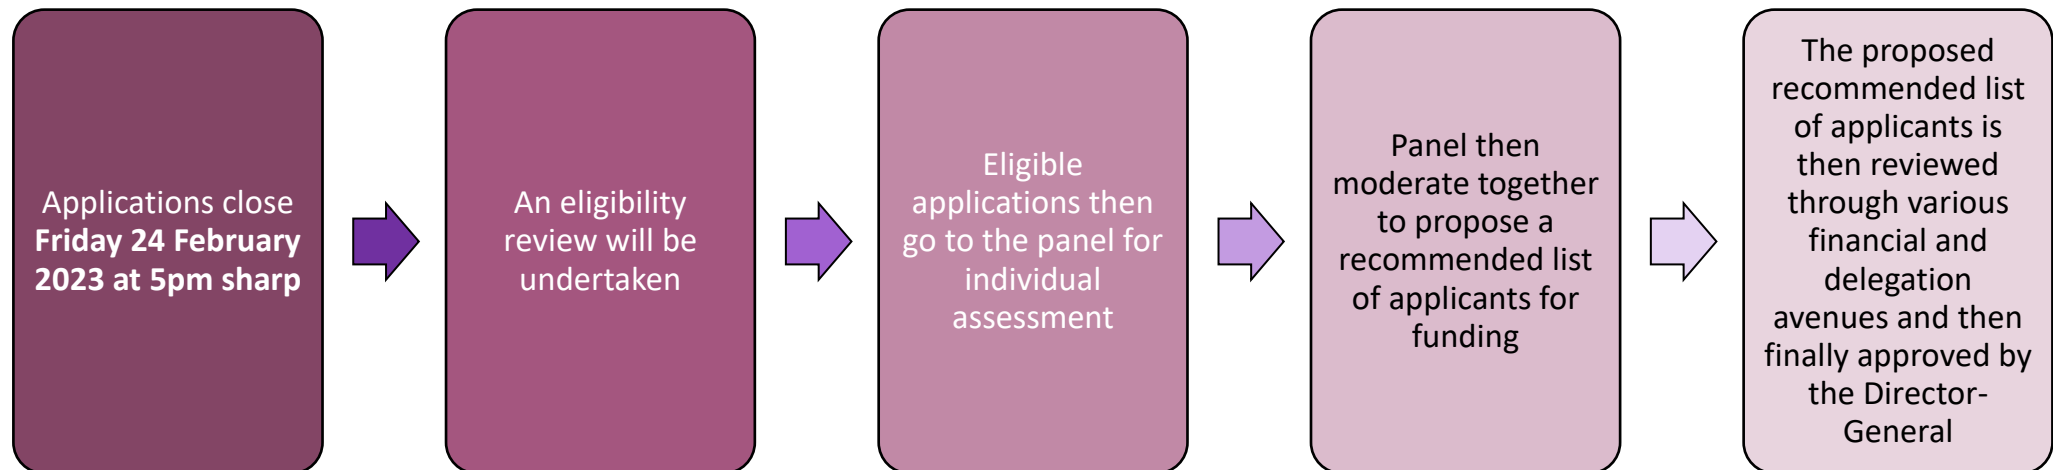 Applications close
Friday 24 February
2023 at 5pm sharp
An eligibility
review will be
undertaken
Eligible
applications then
go to the panel for
individual
assessment
Panel then
moderate together
to propose a
recommended list
of applicants for
funding
The proposed
recommended list
of applicants is
then reviewed
through various
financial and
delegation
avenues and then
finally approved by
the Director-
General